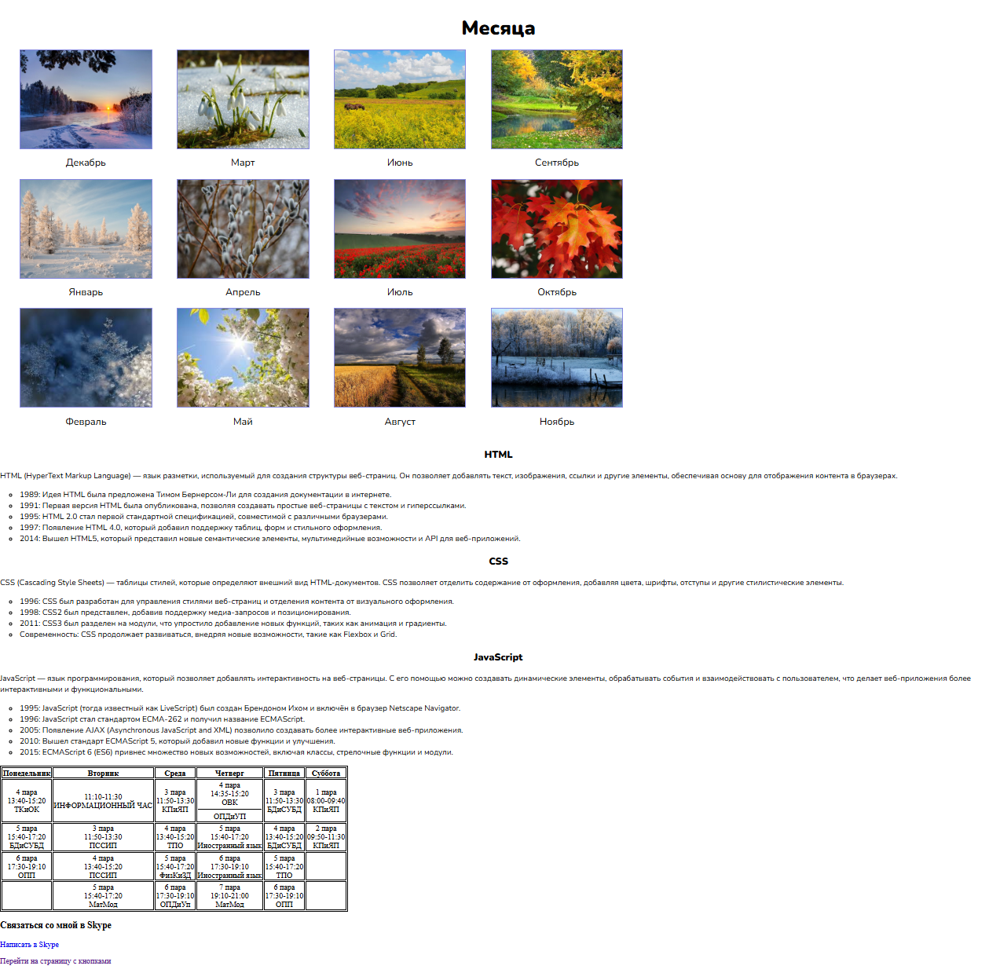 Месяца
Декабрь
Март
Июнь
Сентябрь
Январь
Апрель
Июль
Октябрь
Февраль
Май
Август
Ноябрь
HTML
HTML (HyperText Markup Language) — язык разметки, используемый для создания структуры веб-страниц. Он позволяет добавлять текст, изображения, ссылки и другие элементы, обеспечивая основу для отображения контента в браузерах.
1989: Идея HTML была предложена Тимом Бернерсом-Ли для создания документации в интернете.
1991: Первая версия HTML была опубликована, позволяя создавать простые веб-страницы с текстом и гиперссылками.
1995: HTML 2.0 стал первой стандартной спецификацией, совместимой с различными браузерами.
1997: Появление HTML 4.0, который добавил поддержку таблиц, форм и стильного оформления.
2014: Вышел HTML5, который представил новые семантические элементы, мультимедийные возможности и API для веб-приложений.
CSS
CSS (Cascading Style Sheets) — таблицы стилей, которые определяют внешний вид HTML-документов. CSS позволяет отделить содержание от оформления, добавляя цвета, шрифты, отступы и другие стилистические элементы.
1996: CSS был разработан для управления стилями веб-страниц и отделения контента от визуального оформления.
1998: CSS2 был представлен, добавив поддержку медиа-запросов и позиционирования.
2011: CSS3 был разделен на модули, что упростило добавление новых функций, таких как анимация и градиенты.
Современность: CSS продолжает развиваться, внедряя новые возможности, такие как Flexbox и Grid.
JavaScript
JavaScript — язык программирования, который позволяет добавлять интерактивность на веб-страницы. С его помощью можно создавать динамические элементы, обрабатывать события и взаимодействовать с пользователем, что делает веб-приложения более
интерактивными и функциональными.
1995: JavaScript (тогда известный как LiveScript) был создан Брендоном Ихом и включён в браузер Netscape Navigator.
1996: JavaScript стал стандартом ECMA-262 и получил название ECMAScript.
2005: Появление AJAX (Asynchronous JavaScript and XML) позволило создавать более интерактивные веб-приложения.
2010: Вышел стандарт ECMAScript 5, который добавил новые функции и улучшения.
2015: ECMAScript 6 (ES6) привнес множество новых возможностей, включая классы, стрелочные функции и модули.
Понедельник Вторник Среда Четверг Пятница Суббота
4 пара
13:40-15:20
ТКиОК
11:10-11:30
ИНФОРМАЦИОННЫЙ ЧАС
3 пара
11:50-13:30
КПиЯП
4 пара
14:35-15:20
ОВК
ОПДиУП
3 пара
11:50-13:30
БДиСУБД
1 пара
08:00-09:40
КПиЯП
5 пара
15:40-17:20
БДиСУБД
3 пара
11:50-13:30
ПССИП
4 пара
13:40-15:20
ТПО
5 пара
15:40-17:20
Иностранный язык
4 пара
13:40-15:20
БДиСУБД
2 пара
09:50-11:30
КПиЯП
6 пара
17:30-19:10
ОПП
4 пара
13:40-15:20
ПССИП
5 пара
15:40-17:20
ФизКиЗД
6 пара
17:30-19:10
Иностранный язык
5 пара
15:40-17:20
ТПО
5 пара
15:40-17:20
МатМод
6 пара
17:30-19:10
ОПДиУп
7 пара
19:10-21:00
МатМод
6 пара
17:30-19:10
ОПП
Связаться со мной в Skype
Написать в Skype
Перейти на страницу с кнопками